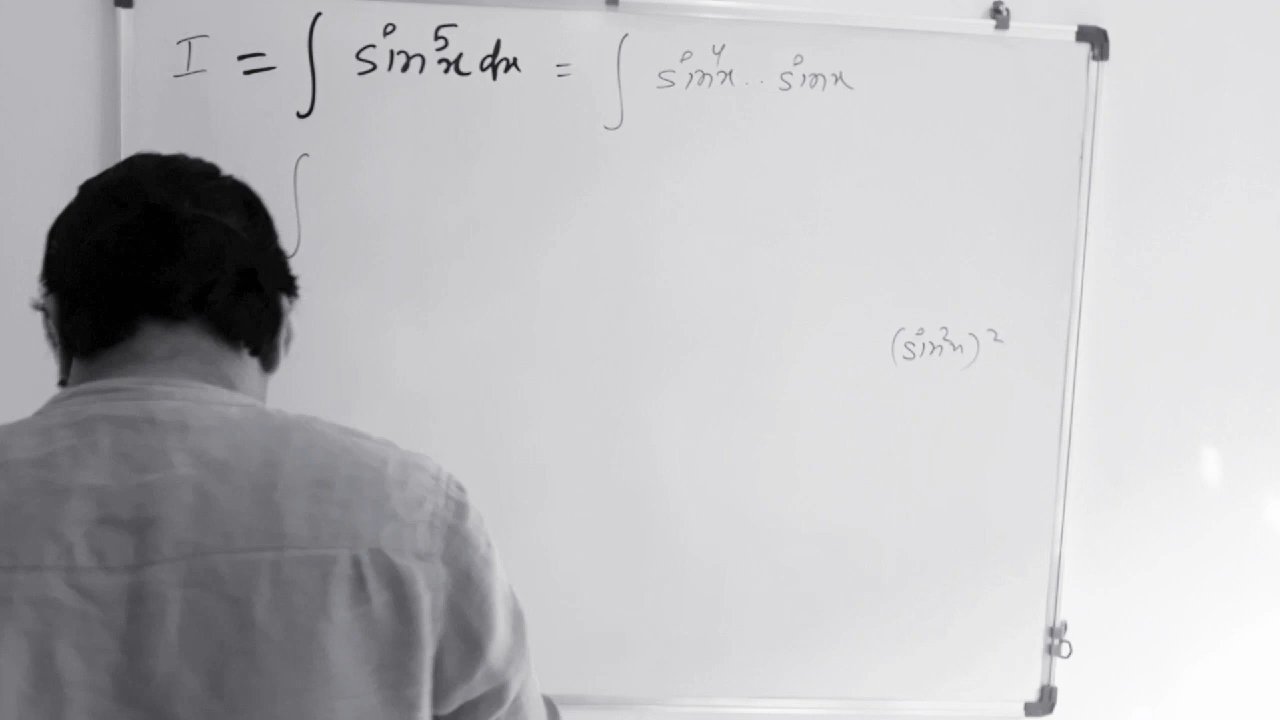 I = ∫ sin⁵x dx = ∫ sin⁴x . . sinx
∫
(sin²x)²